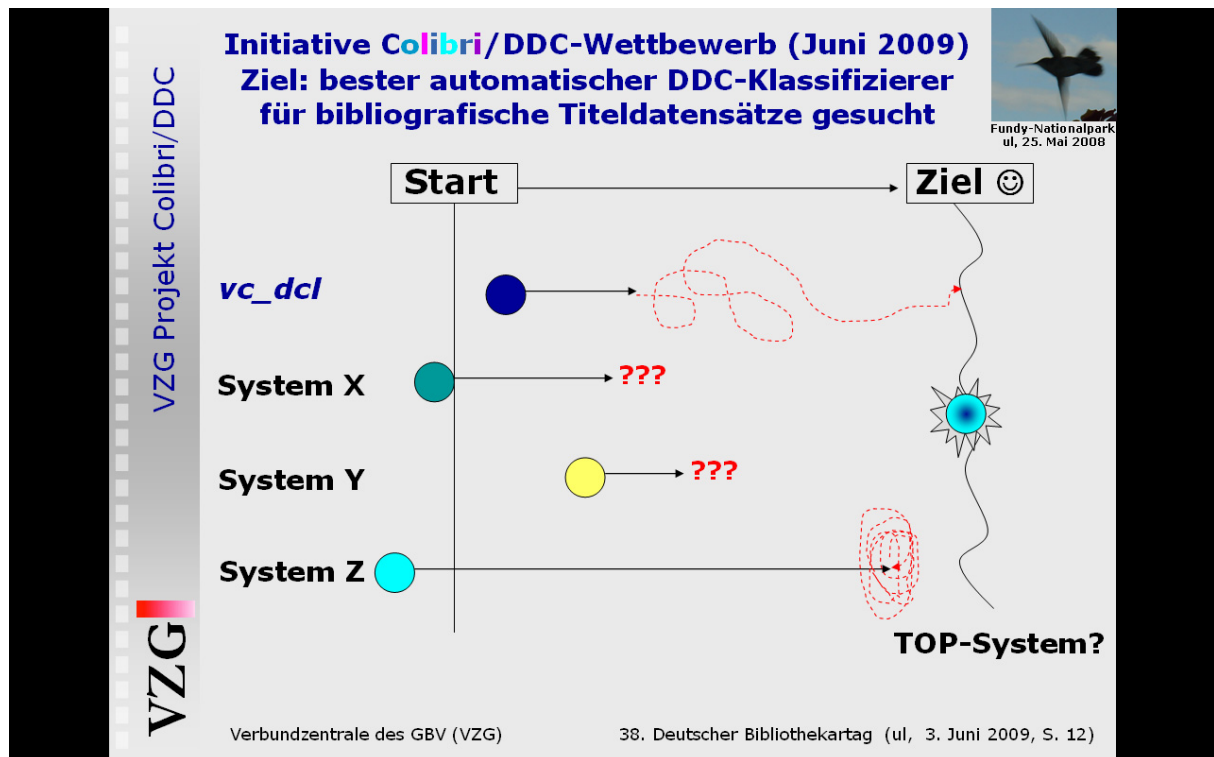 Initiative Colibri/DDC-Wettbewerb (Juni 2009)
Ziel: bester automatischer DDC-Klassifizierer
für bibliografische Titeldatensätze gesucht
Fundy-Nationalpark
ul, 25. Mai 2008
VZG Projekt Colibri/DDC
Start
Ziel ☺
vc_dcl
System X
???
System Y
???
System Z
TOP-System?
VZG
Verbundzentrale des GBV (VZG)
38. Deutscher Bibliothekartag (ul, 3. Juni 2009, S. 12)